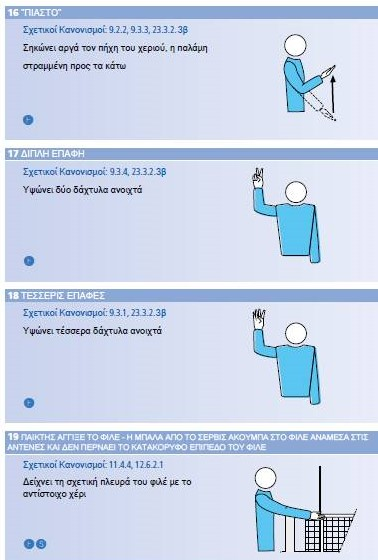 16 "ΠΙΑΣΤΟ"
Σχετικοί Κανονισμοί: 9.2.2, 9.3.3, 23.3.2.3β
Σηκώνει αργά τον πήχη του χεριού, η παλάμη
στραμμένη προς τα κάτω
17 ΔΙΠΛΗ ΕΠΑΦΗ
Σχετικοί Κανονισμοί: 9.3.4, 23.3.2.3β
Υψώνει δύο δάχτυλα ανοιχτά
18 ΤΕΣΣΕΡΙΣ ΕΠΑΦΕΣ
Σχετικοί Κανονισμοί: 9.3.1, 23.3.2.3β
Υψώνει τέσσερα δάχτυλα ανοιχτά
19 ΠΑΙΚΤΗΣ ΑΓΓΙΞΕ ΤΟ ΦΙΛΕ - Η ΜΠΑΛΑ ΑΠΟ ΤΟ ΣΕΡΒΙΣ ΑΚΟΥΜΠΑ ΣΤΟ ΦΙΛΕ ΑΝΑΜΕΣΑ ΣΤΙΣ
ΑΝΤΕΝΕΣ ΚΑΙ ΔΕΝ ΠΕΡΝΑΕΙ ΤΟ ΚΑΤΑΚΟΡΥΦΟ ΕΠΙΠΕΔΟ ΤΟΥ ΦΙΛΕ
Σχετικοί Κανονισμοί: 11.4.4, 12.6.2.1
Δείχνει τη σχετική πλευρά του φιλέ με το
αντίστοιχο χέρι